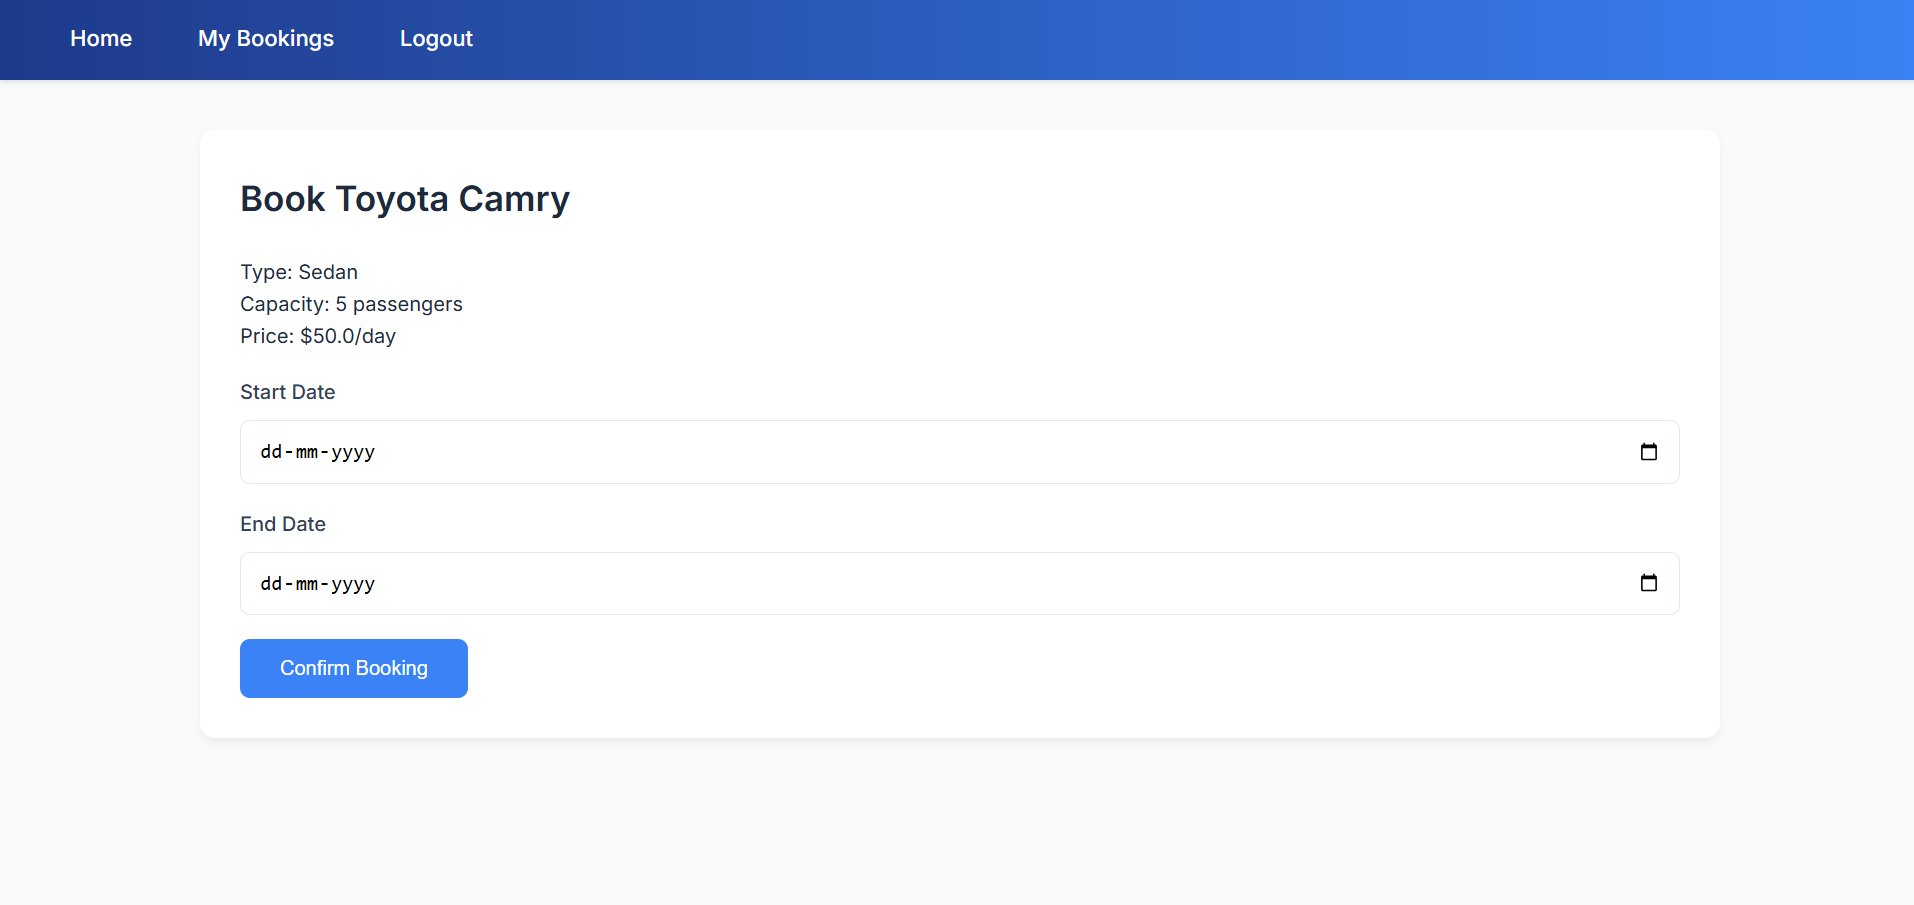 Home My Bookings Logout
Book Toyota Camry
Type: Sedan
Capacity: 5 passengers
Price: $50.0/day
Start Date
dd-mm-yyyy
End Date
dd-mm-yyyy
Confirm Booking